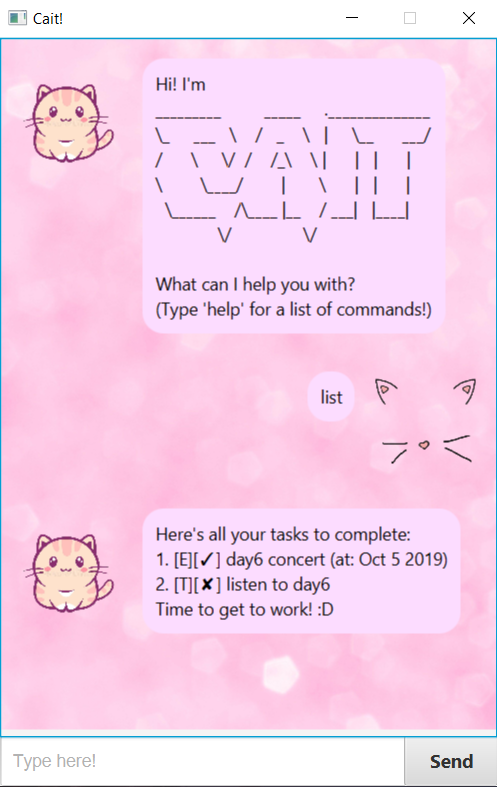 Cait!
Hi! I'm
CAIT
What can I help you with?
(Type 'help' for a list of commands!)
list
Here's all your tasks to complete:
1. [E][✓] day6 concert (at: Oct 5 2019)
2. [T][✘] listen to day6
Time to get to work! :D
Type here!
Send